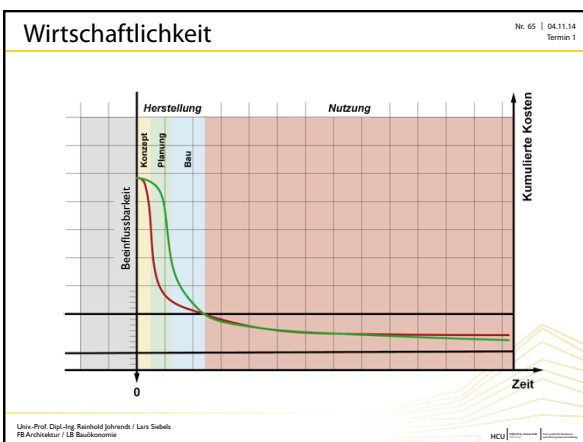 Wirtschaftlichkeit
Nr. 65 | 04.11.14
Termin 1
Herstellung
Nutzung
Konzept
Planung
Bau
Beeinflussbarkeit
Kumulierte Kosten
0
Zeit
Univ.-Prof. Dipl.-Ing. Reinhold Johrendt / Lars Siebels
FB Architektur / LB Bauökonomie
HCU